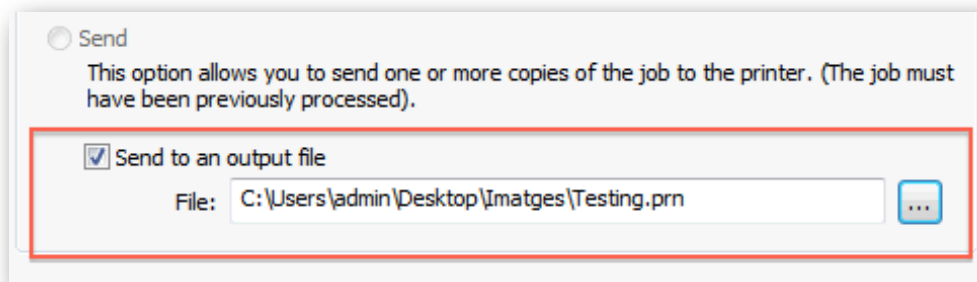 Send
This option allows you to send one or more copies of the job to the printer. (The job must
have been previously processed).
Send to an output file
File: C:\Users\admin\Desktop\Imatges\Testing.prn ...